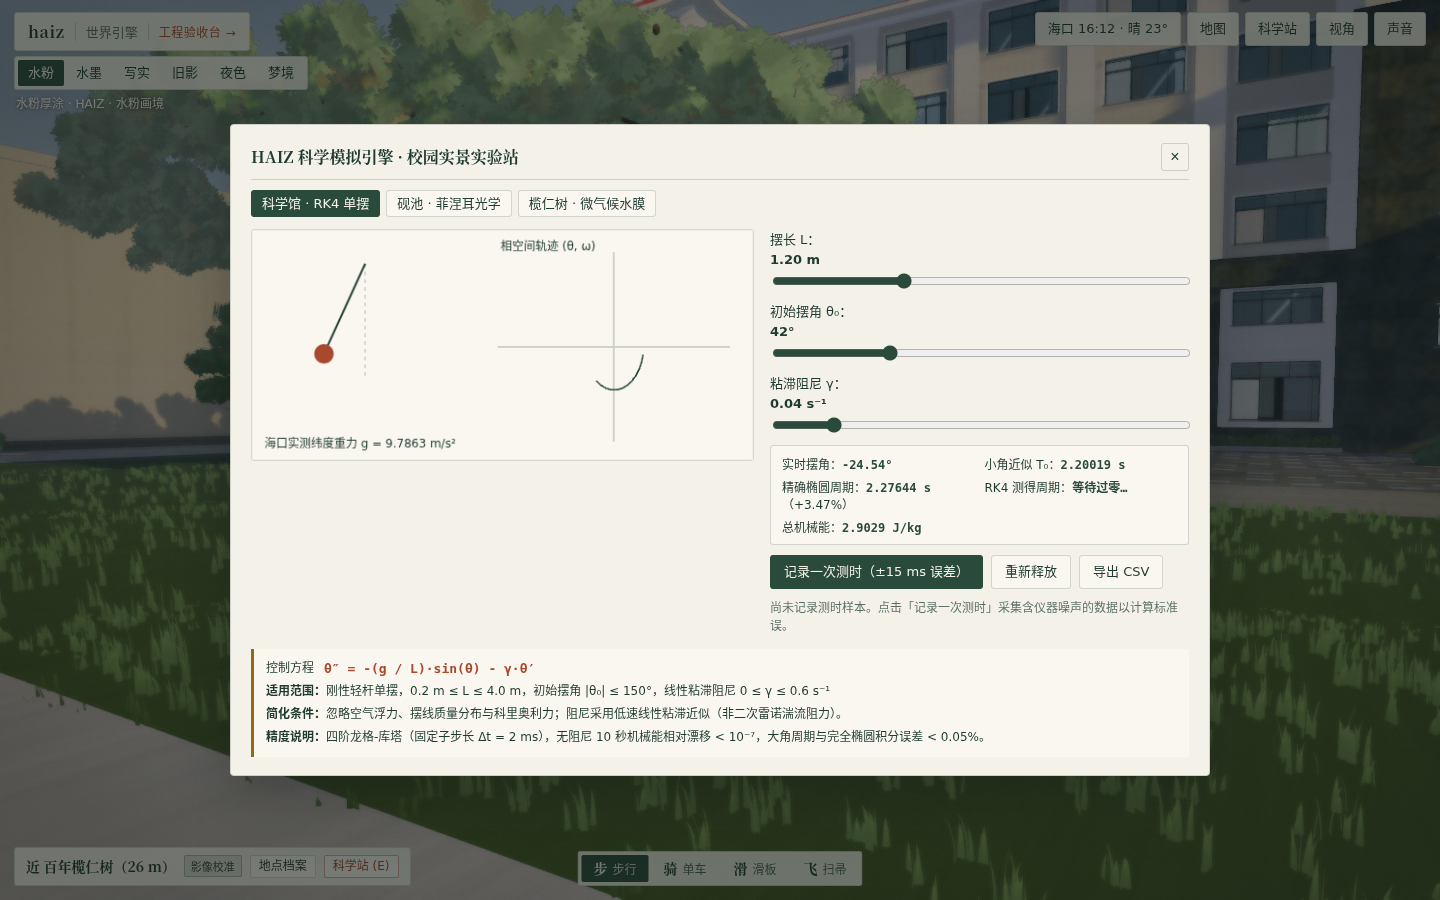 haiz 世界引擎 工程验收台 →
海口 16:12 · 晴 23° 地图 科学站 视角 声音
水粉 水墨 写实 旧影 夜色 梦境
水粉厚涂 · HAIZ · 水粉画境
HAIZ 科学模拟引擎 · 校园实景实验站
×
科学馆 · RK4 单摆 砚池 · 菲涅耳光学 榄仁树 · 微气候水膜
相空间轨迹 (θ, ω)
海口实测纬度重力 g = 9.7863 m/s²
摆长 L：
1.20 m
初始摆角 θ₀：
42°
粘滞阻尼 γ：
0.04 s⁻¹
实时摆角：-24.54° 小角近似 T₀：2.20019 s
精确椭圆周期：2.27644 s
（+3.47%）
RK4 测得周期：等待过零…
总机械能：2.9029 J/kg
记录一次测时（±15 ms 误差） 重新释放 导出 CSV
尚未记录测时样本。点击「记录一次测时」采集含仪器噪声的数据以计算标准
误。
控制方程 θ″ = -(g / L)·sin(θ) - γ·θ′
适用范围：刚性轻杆单摆，0.2 m ≤ L ≤ 4.0 m，初始摆角 |θ₀| ≤ 150°，线性粘滞阻尼 0 ≤ γ ≤ 0.6 s⁻¹
简化条件：忽略空气浮力、摆线质量分布与科里奥利力；阻尼采用低速线性粘滞近似（非二次雷诺湍流阻力）。
精度说明：四阶龙格-库塔（固定子步长 Δt = 2 ms），无阻尼 10 秒机械能相对漂移 < 10⁻⁷，大角周期与完全椭圆积分误差 < 0.05%。
近 百年榄仁树（26 m） 影像校准 地点档案 科学站 (E)
步 步行 骑 单车 滑 滑板 飞 扫帚